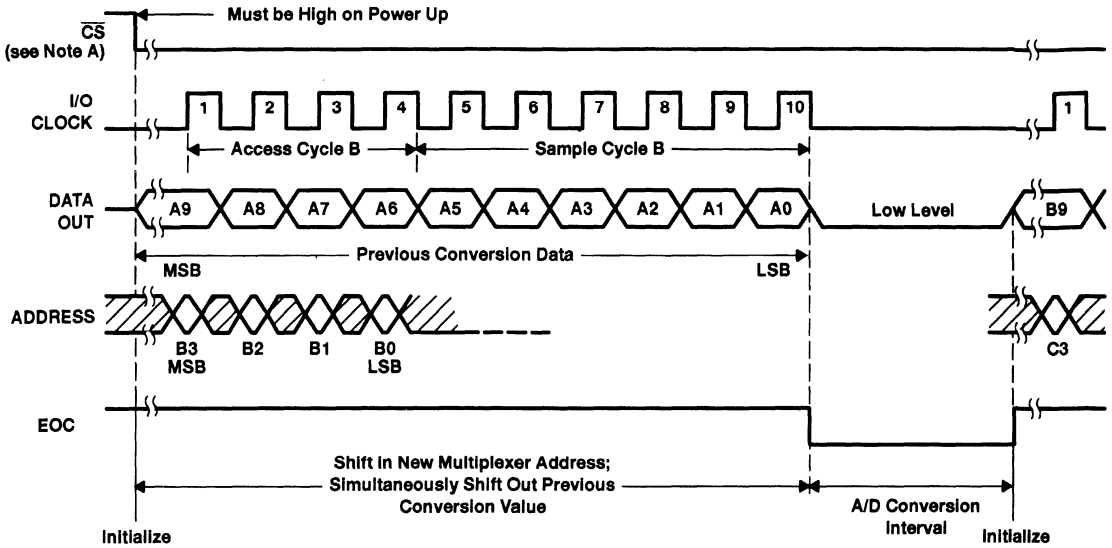 Must be High on Power Up
CS
(see Note A)
I/O
CLOCK
1 2 3 4 5 6 7 8 9 10 1
Access Cycle B
Sample Cycle B
DATA
OUT
A9 A8 A7 A6 A5 A4 A3 A2 A1 A0 Low Level B9
Previous Conversion Data
MSB
LSB
ADDRESS
B3 B2 B1 B0 C3
MSB LSB
EOC
Shift in New Multiplexer Address;
Simultaneously Shift Out Previous
Conversion Value
A/D Conversion
Interval
Initialize
Initialize